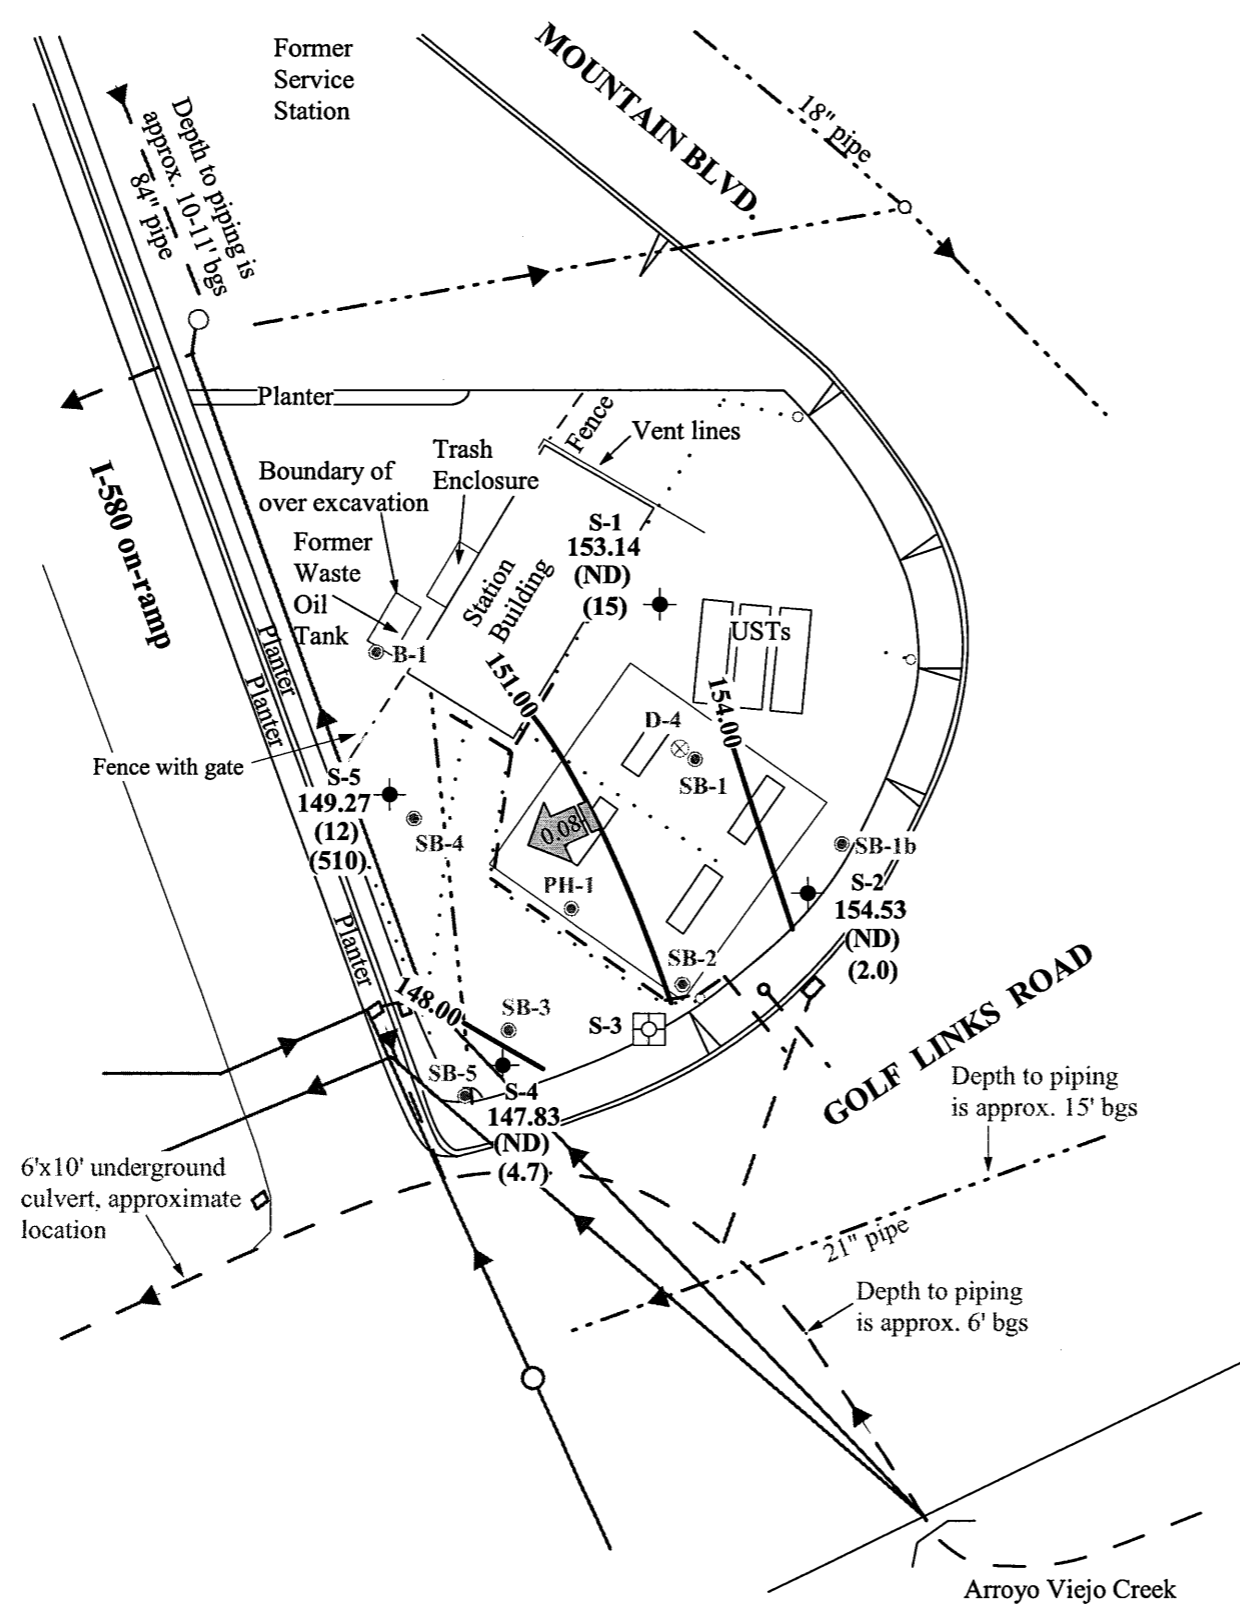 Former
Service
Station
MOUNTAIN BLVD.
18" pipe
Depth to piping is
approx. 10-11' bgs
84" pipe
Planter
Fence
Vent lines
Trash
Enclosure
Boundary of
over excavation
I-580 on-ramp
Former
Waste
Oil
Tank
S-1
153.14
(ND)
(15)
Station
Building
USTs
B-1
Planter
Planter
151.00
154.00
D-4
SB-1
Fence with gate
S-5
149.27
(12)
(510)
SB-4
0.08
SB-1b
PH-1
S-2
154.53
(ND)
(2.0)
Planter
SB-2
148.00
SB-3
S-3
GOLF LINKS ROAD
SB-5
S-4
147.83
(ND)
(4.7)
Depth to piping
is approx. 15' bgs
6'x10' underground
culvert, approximate
location
21" pipe
Depth to piping
is approx. 6' bgs
Arroyo Viejo Creek